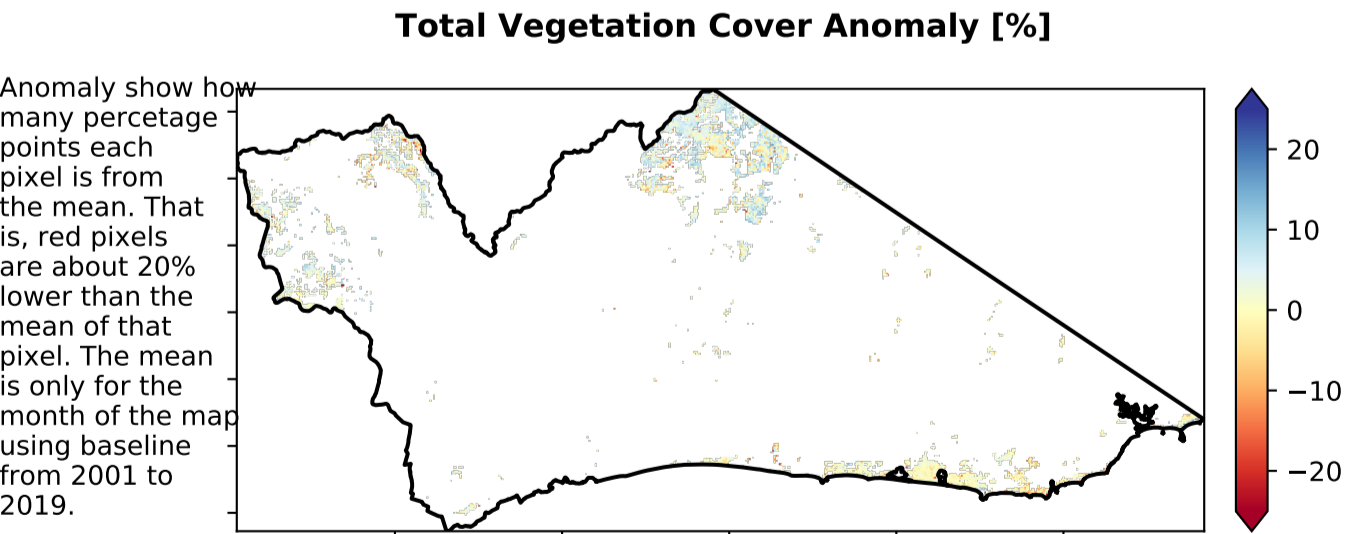 Total Vegetation Cover Anomaly [%]
Anomaly show how
many percetage
points each
pixel is from
the mean. That
is, red pixels
are about 20%
lower than the
mean of that
pixel. The mean
is only for the
month of the map
using baseline
from 2001 to
2019.
20
10
0
−10
−20